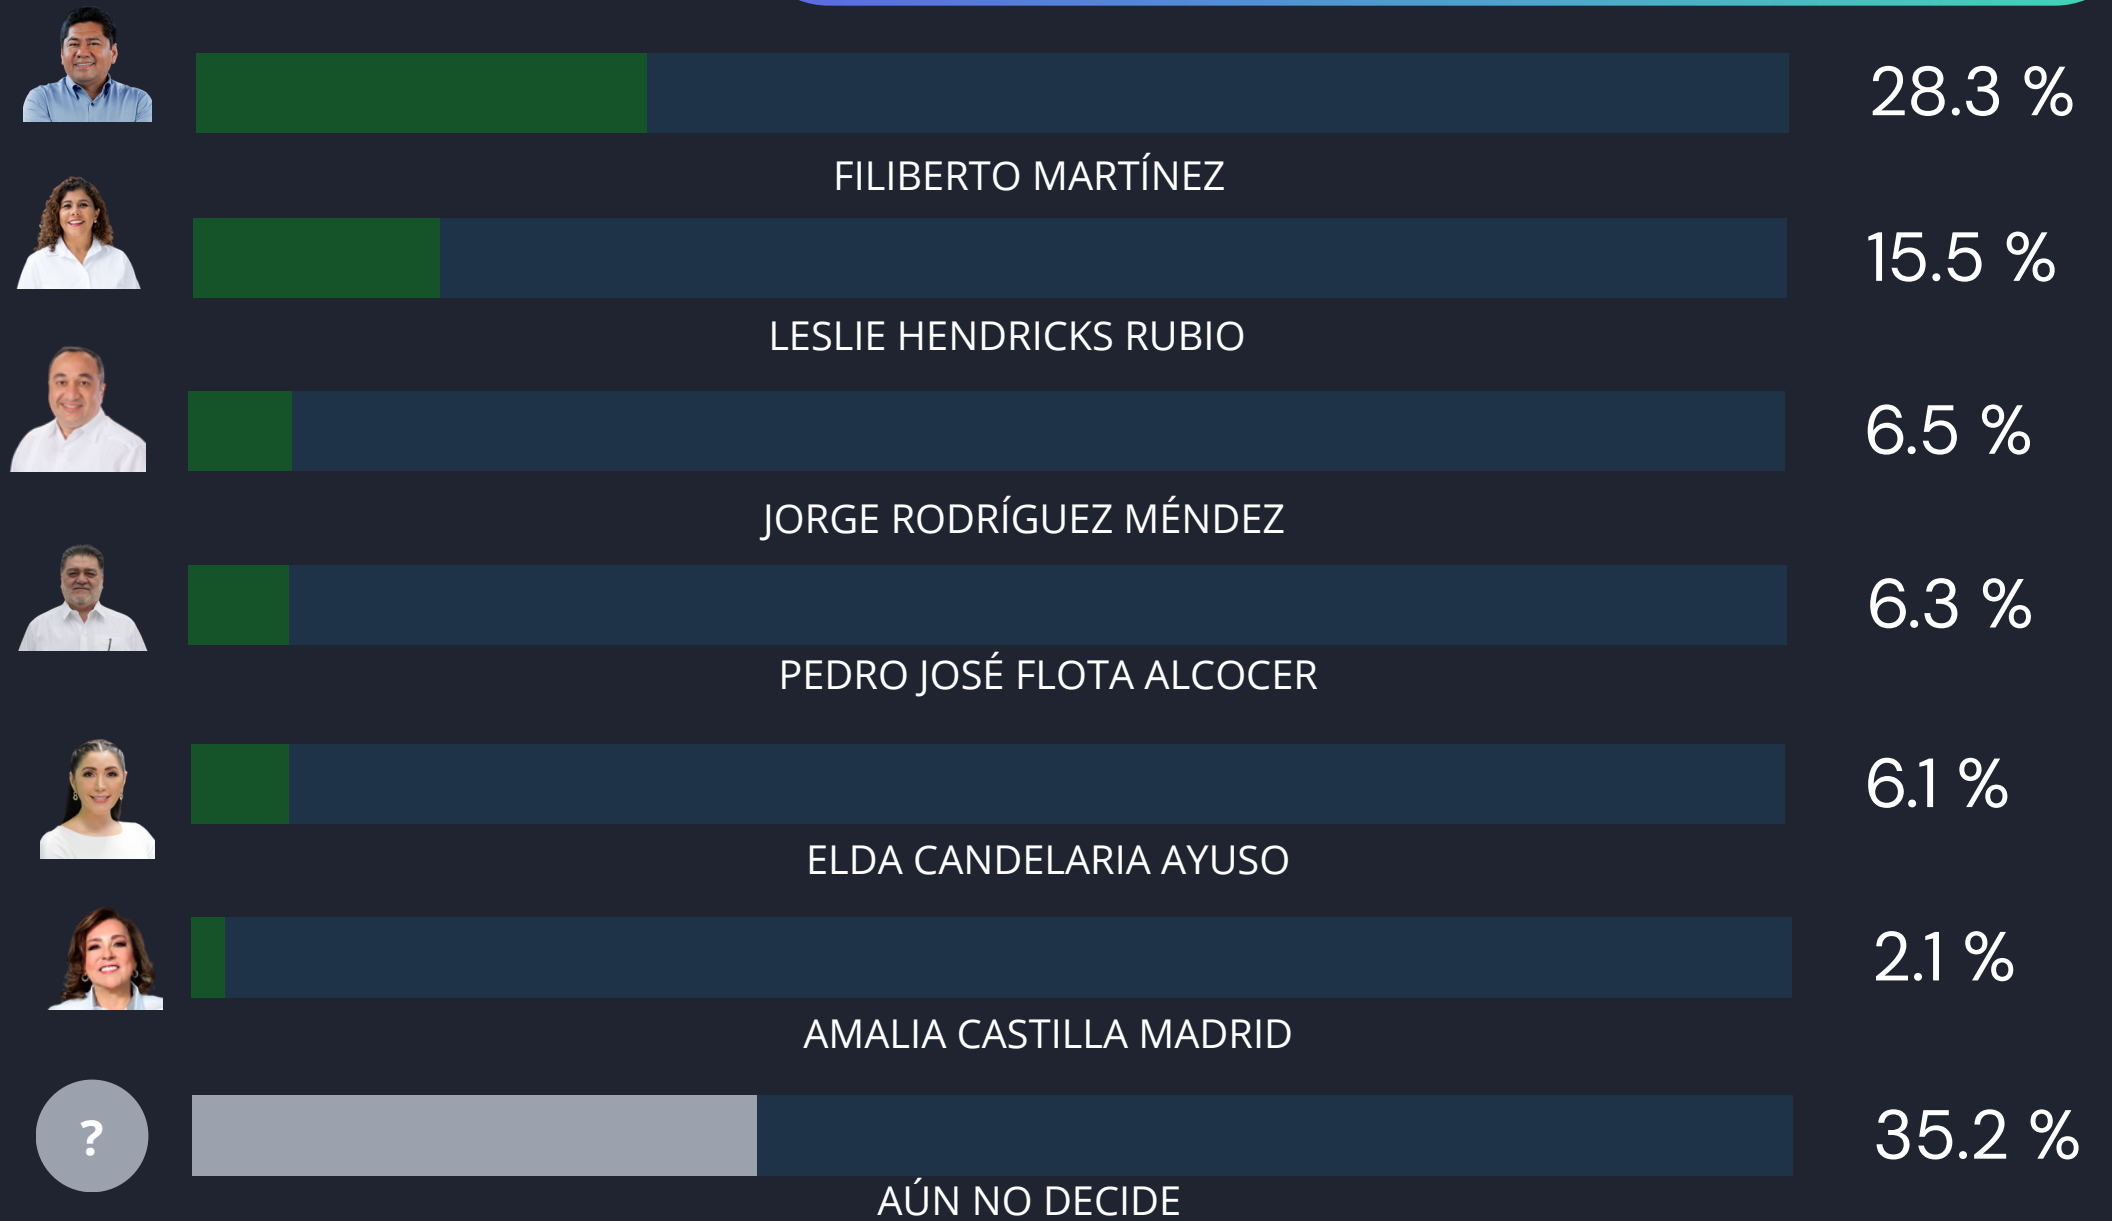 28.3 %
FILIBERTO MARTÍNEZ
15.5 %
LESLIE HENDRICKS RUBIO
6.5 %
JORGE RODRÍGUEZ MÉNDEZ
6.3 %
PEDRO JOSÉ FLOTA ALCOCER
6.1 %
ELDA CANDELARIA AYUSO
2.1 %
AMALIA CASTILLA MADRID
?
35.2 %
AÚN NO DECIDE